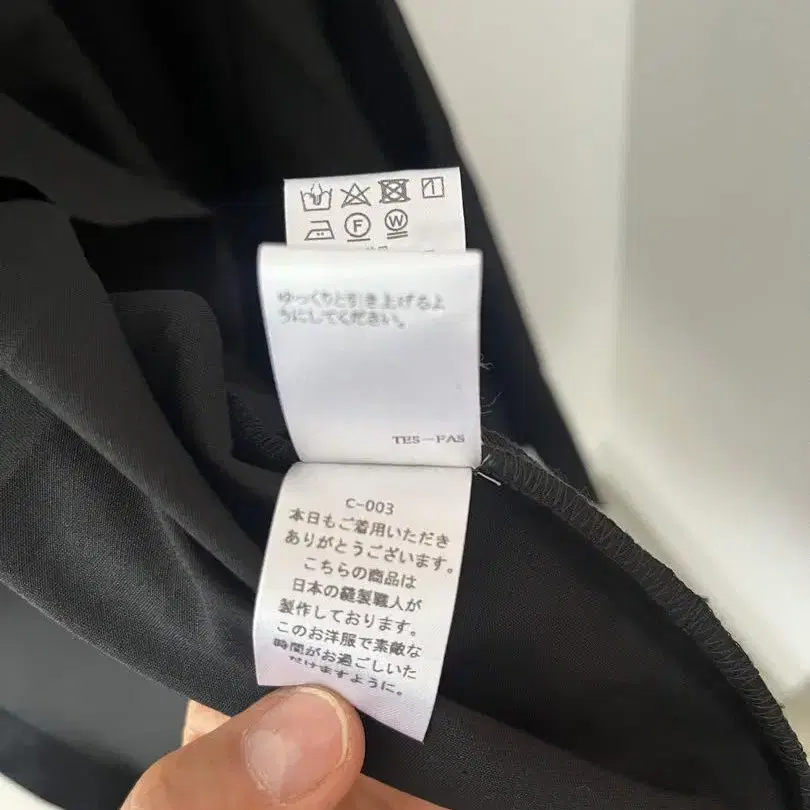 F
W
ゆっくりと引き上げるよ
うにしてください。
TES-FAS
C-003
本日もご着用いただき
ありがとうございます。
こちらの商品は
日本の縫製職人が
製作しております。
このお洋服で素敵な
時間がお過ごしいた
だけますように。